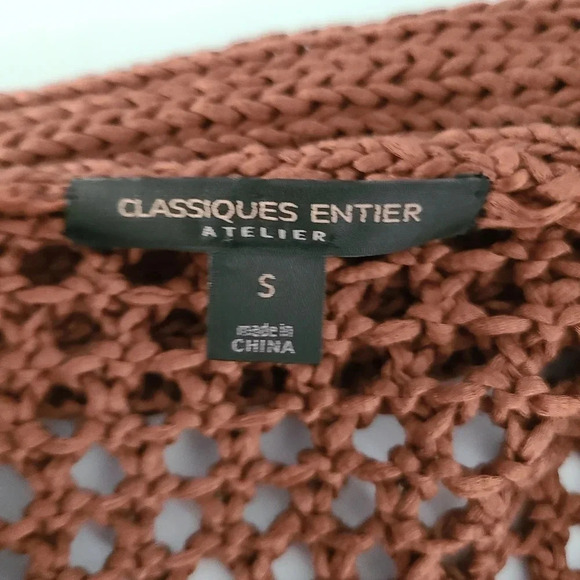 CLASSIQUES ENTIER
ATELIER
S
made in
CHINA